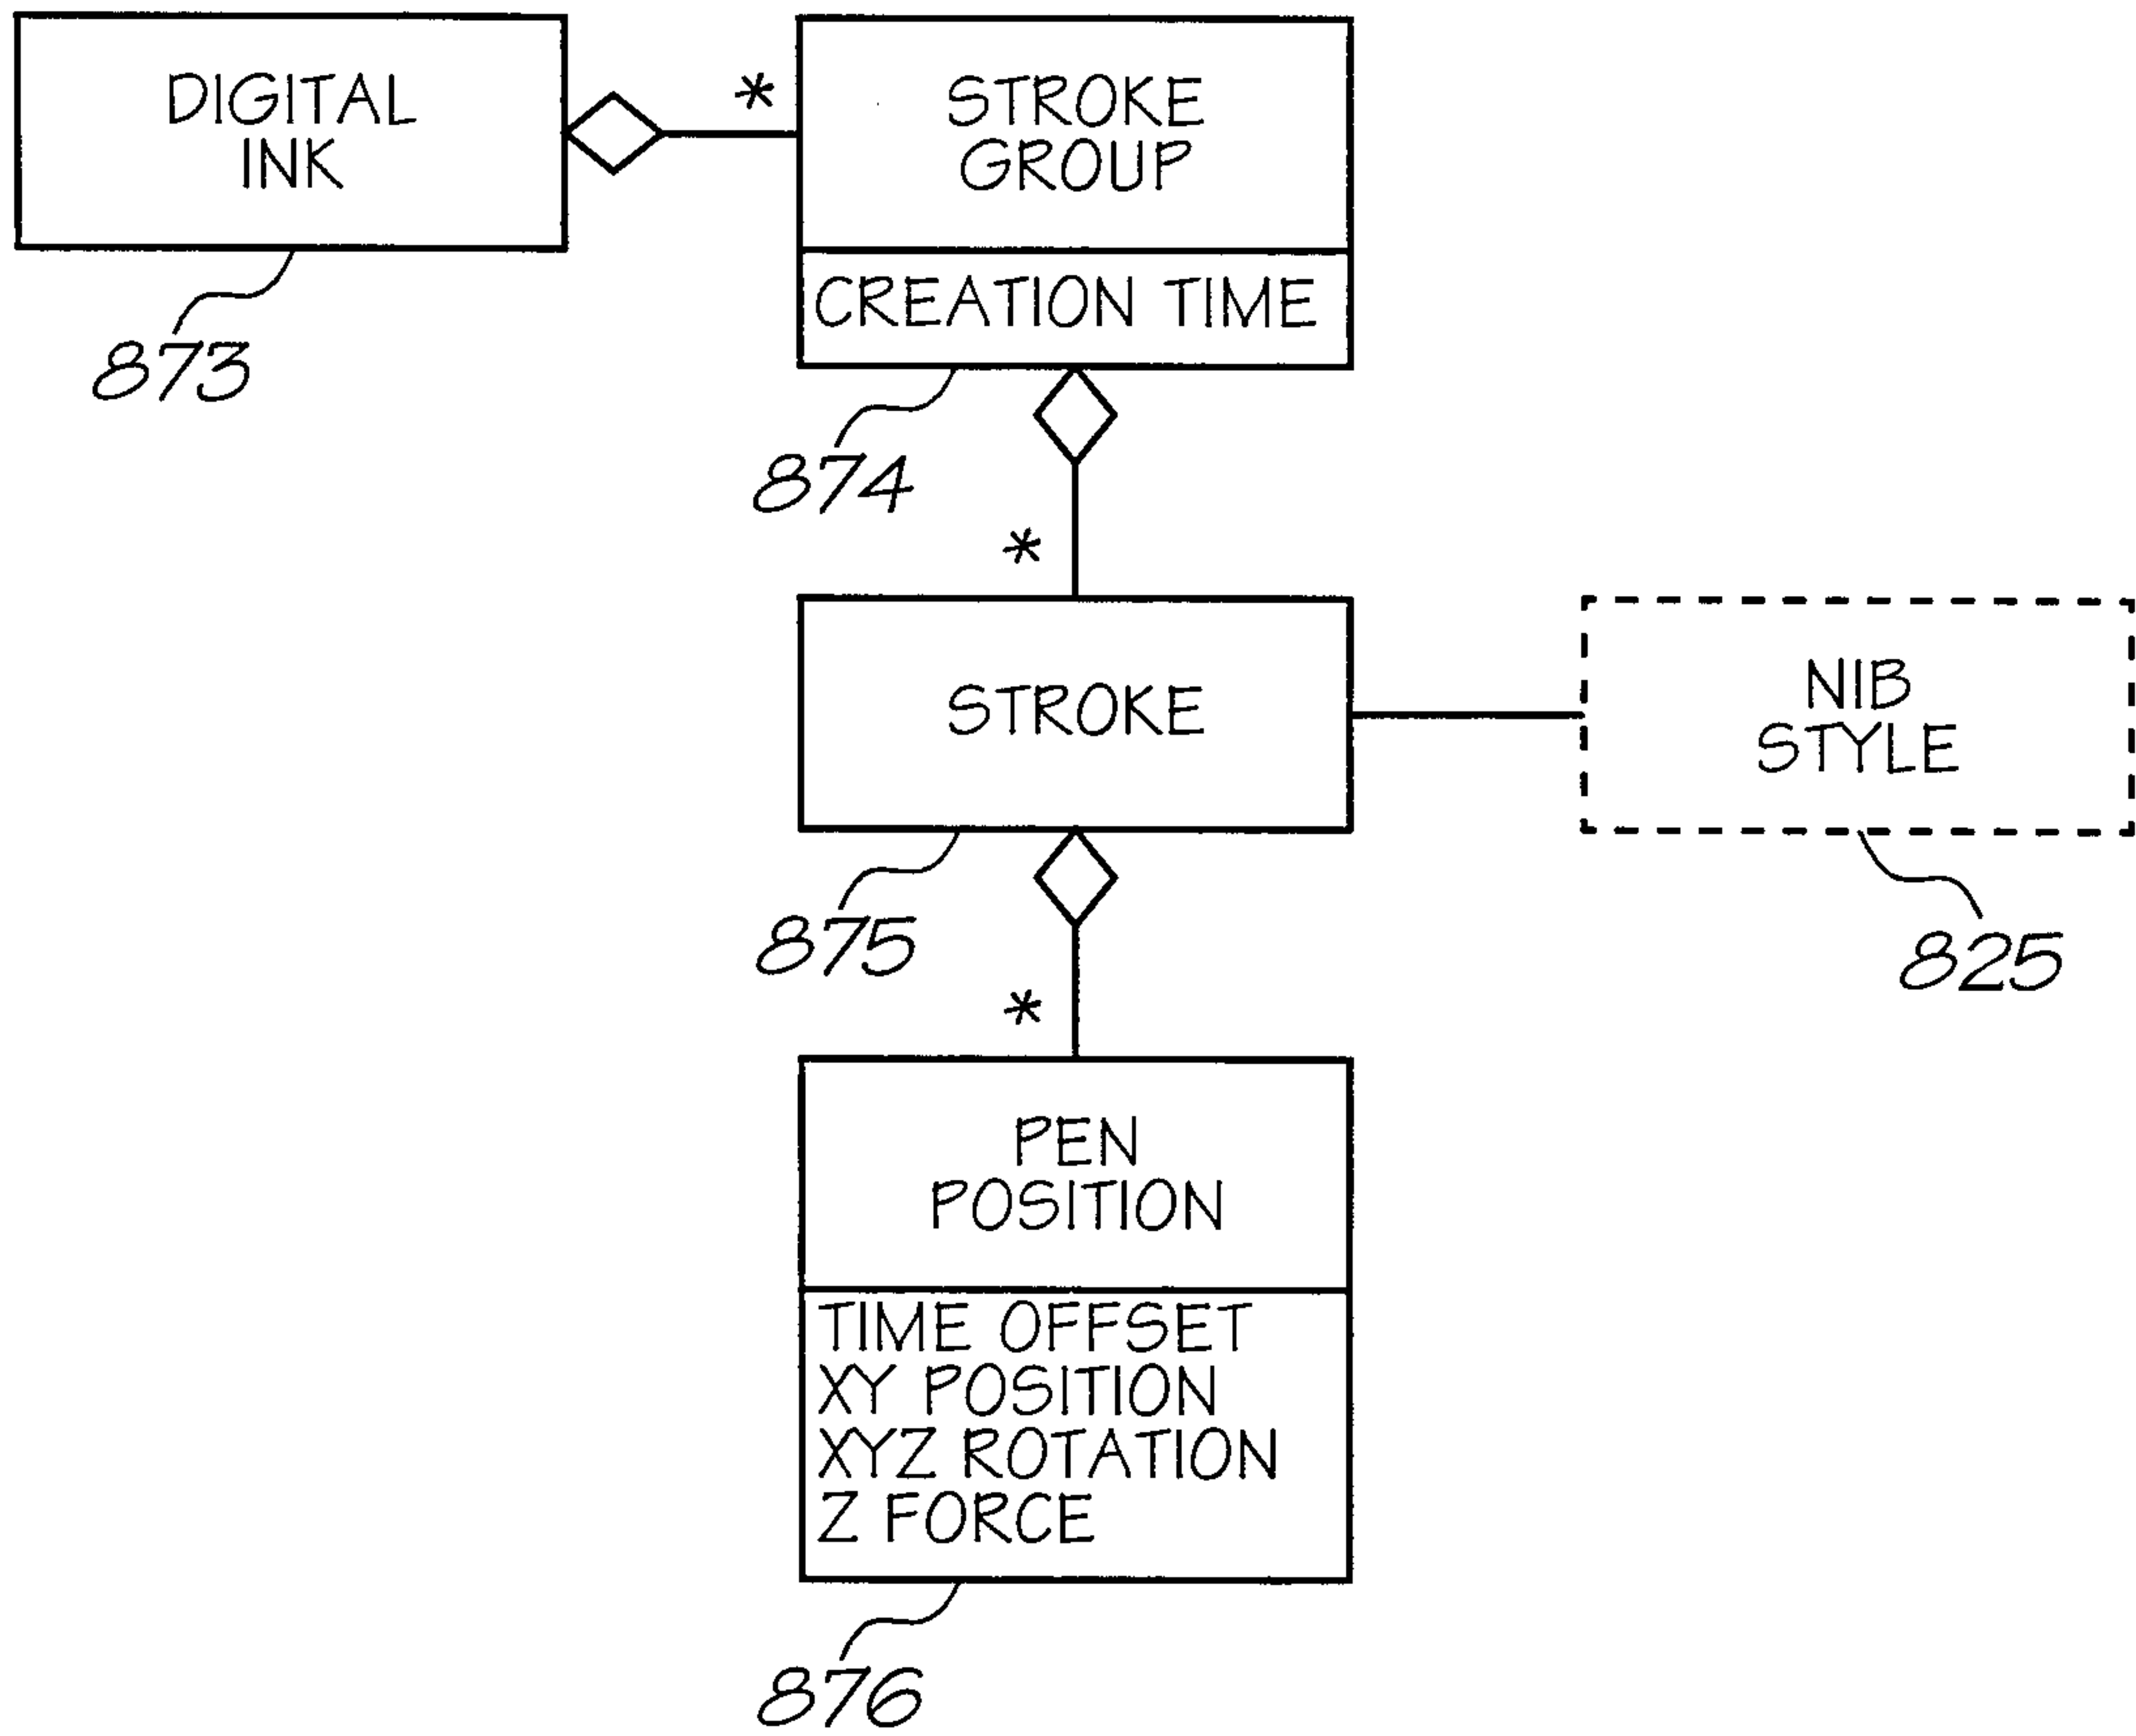 DIGITAL
INK
873
*
STROKE
GROUP
CREATION TIME
874
*
STROKE
875
NIB
STYLE
825
*
PEN
POSITION
TIME OFFSET
XY POSITION
XYZ ROTATION
Z FORCE
876